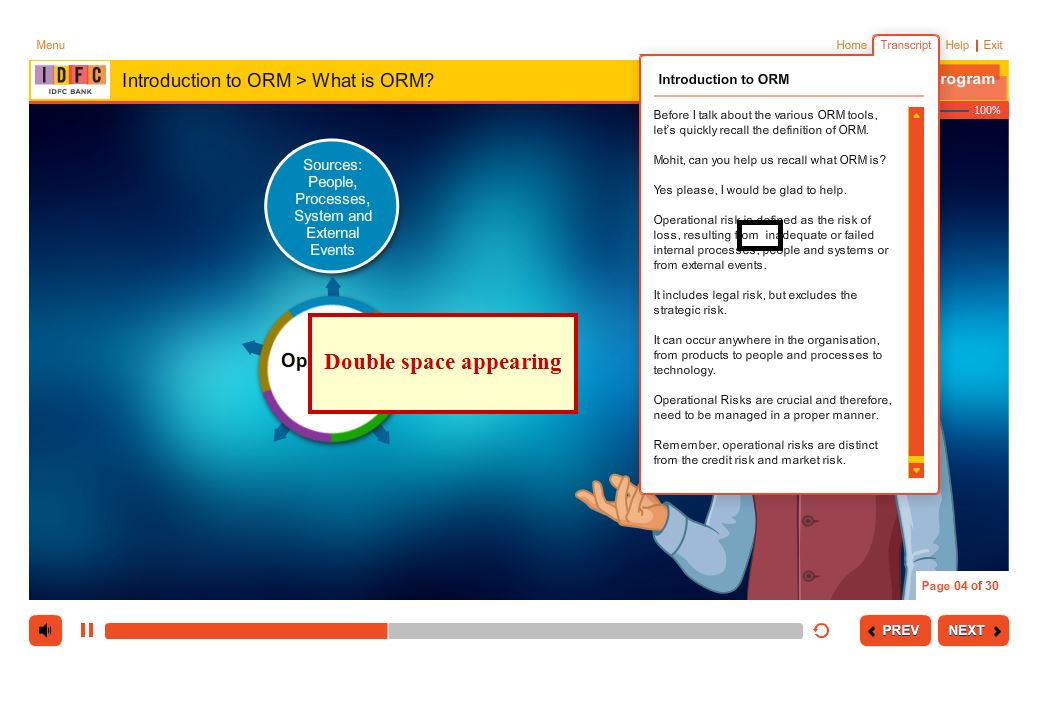 Menu
Home Transcript Help | Exit
IDFC
IDFC BANK
Introduction to ORM > What is ORM?
rogram
100%
Introduction to ORM
Before I talk about the various ORM tools,
let's quickly recall the definition of ORM.
Mohit, can you help us recall what ORM is?
Yes please, I would be glad to help.
Operational risk is defined as the risk of
loss, resulting from  inadequate or failed
internal processes, people and systems or
from external events.
It includes legal risk, but excludes the
strategic risk.
It can occur anywhere in the organisation,
from products to people and processes to
technology.
Operational Risks are crucial and therefore,
need to be managed in a proper manner.
Remember, operational risks are distinct
from the credit risk and market risk.
Sources:
People,
Processes,
System and
External
Events
Op
Double space appearing
Page 04 of 30
PREV
NEXT